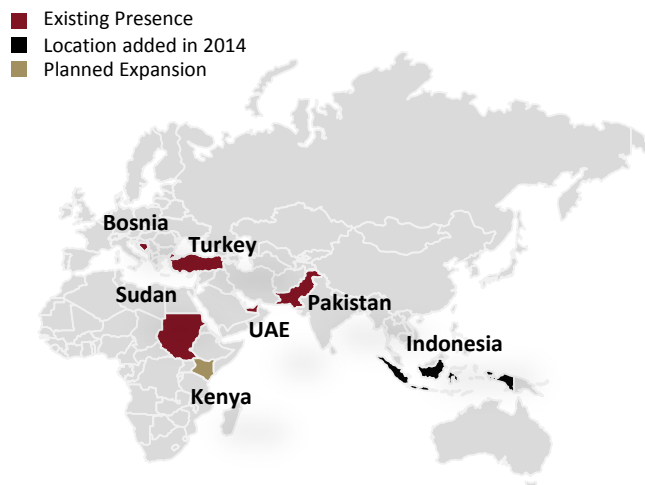 Existing Presence
Location added in 2014
Planned Expansion
Bosnia
Turkey
Sudan
Pakistan
UAE
Indonesia
Kenya